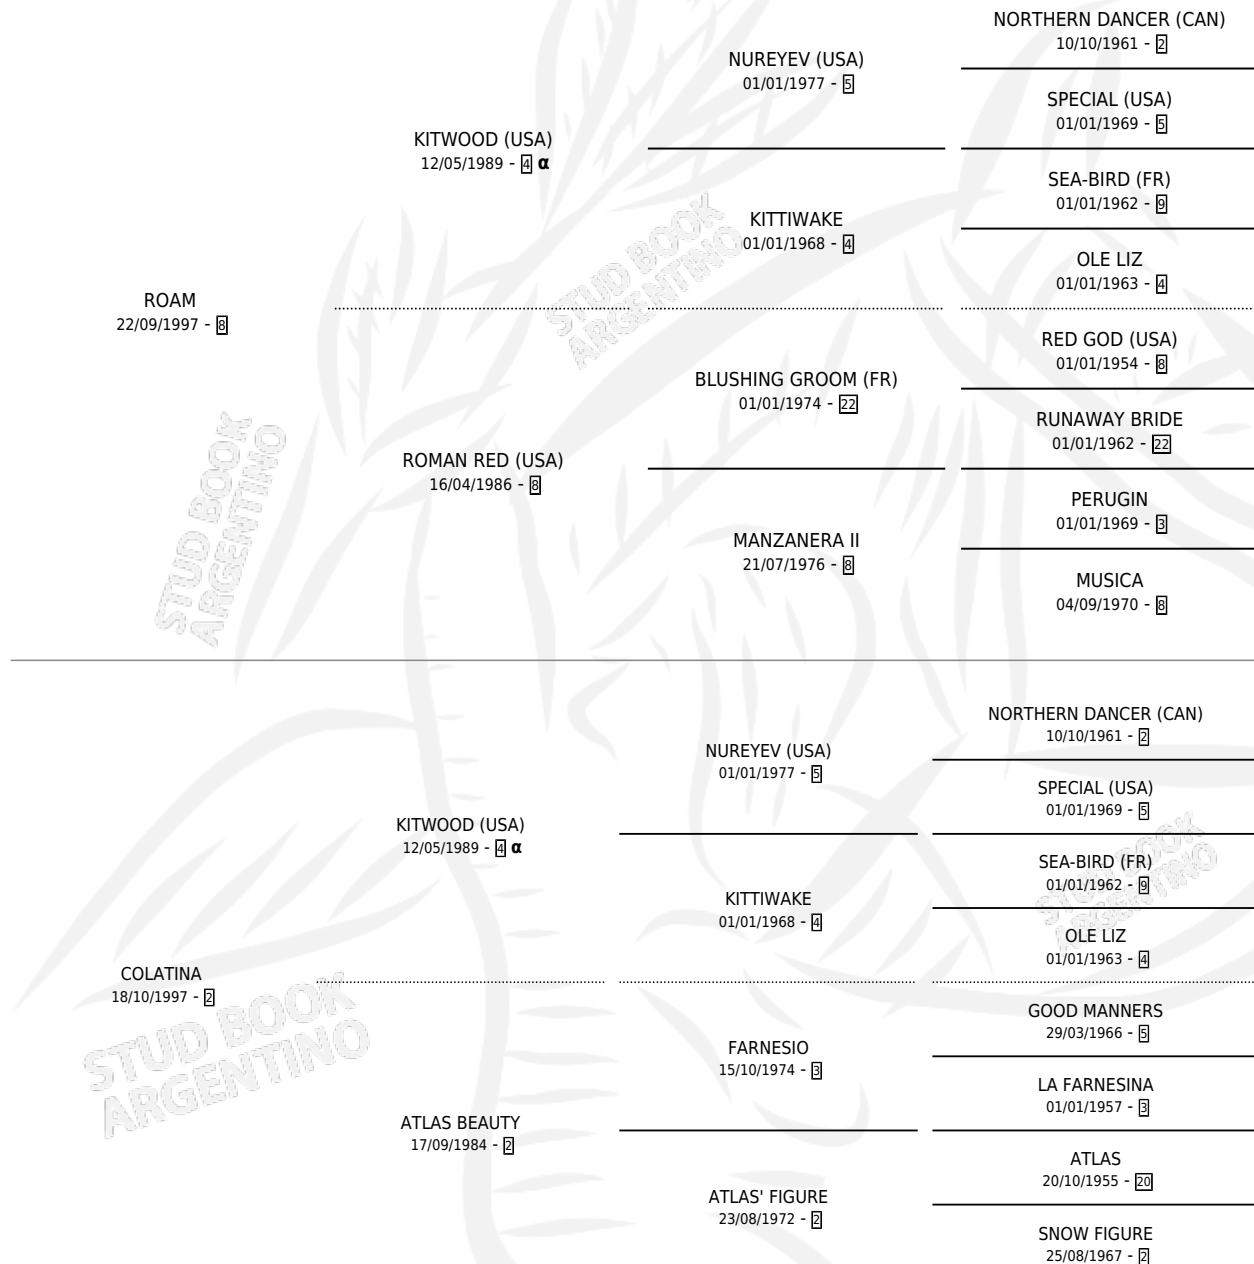 NORTHERN DANCER (CAN)
10/10/1961 - 2
NUREYEV (USA)
01/01/1977 - 5
SPECIAL (USA)
01/01/1969 - 5
KITWOOD (USA)
12/05/1989 - 4 α
SEA-BIRD (FR)
01/01/1962 - 9
KITTIWAKE
01/01/1968 - 4
OLE LIZ
01/01/1963 - 4
ROAM
22/09/1997 - 8
RED GOD (USA)
01/01/1954 - 8
BLUSHING GROOM (FR)
01/01/1974 - 22
RUNAWAY BRIDE
01/01/1962 - 22
ROMAN RED (USA)
16/04/1986 - 8
PERUGIN
01/01/1969 - 3
MANZANERA II
21/07/1976 - 8
MUSICA
04/09/1970 - 8
STUD BOOK
ARGENTINO
STUD BOOK
ARGENTINO
NORTHERN DANCER (CAN)
10/10/1961 - 2
NUREYEV (USA)
01/01/1977 - 5
SPECIAL (USA)
01/01/1969 - 5
KITWOOD (USA)
12/05/1989 - 4 α
SEA-BIRD (FR)
01/01/1962 - 9
KITTIWAKE
01/01/1968 - 4
OLE LIZ
01/01/1963 - 4
COLATINA
18/10/1997 - 2
GOOD MANNERS
29/03/1966 - 5
FARNESIO
15/10/1974 - 3
LA FARNESINA
01/01/1957 - 3
ATLAS BEAUTY
17/09/1984 - 2
ATLAS
20/10/1955 - 20
ATLAS' FIGURE
23/08/1972 - 2
SNOW FIGURE
25/08/1967 - 2
STUD BOOK
ARGENTINO
STUD BOOK
ARGENTINO